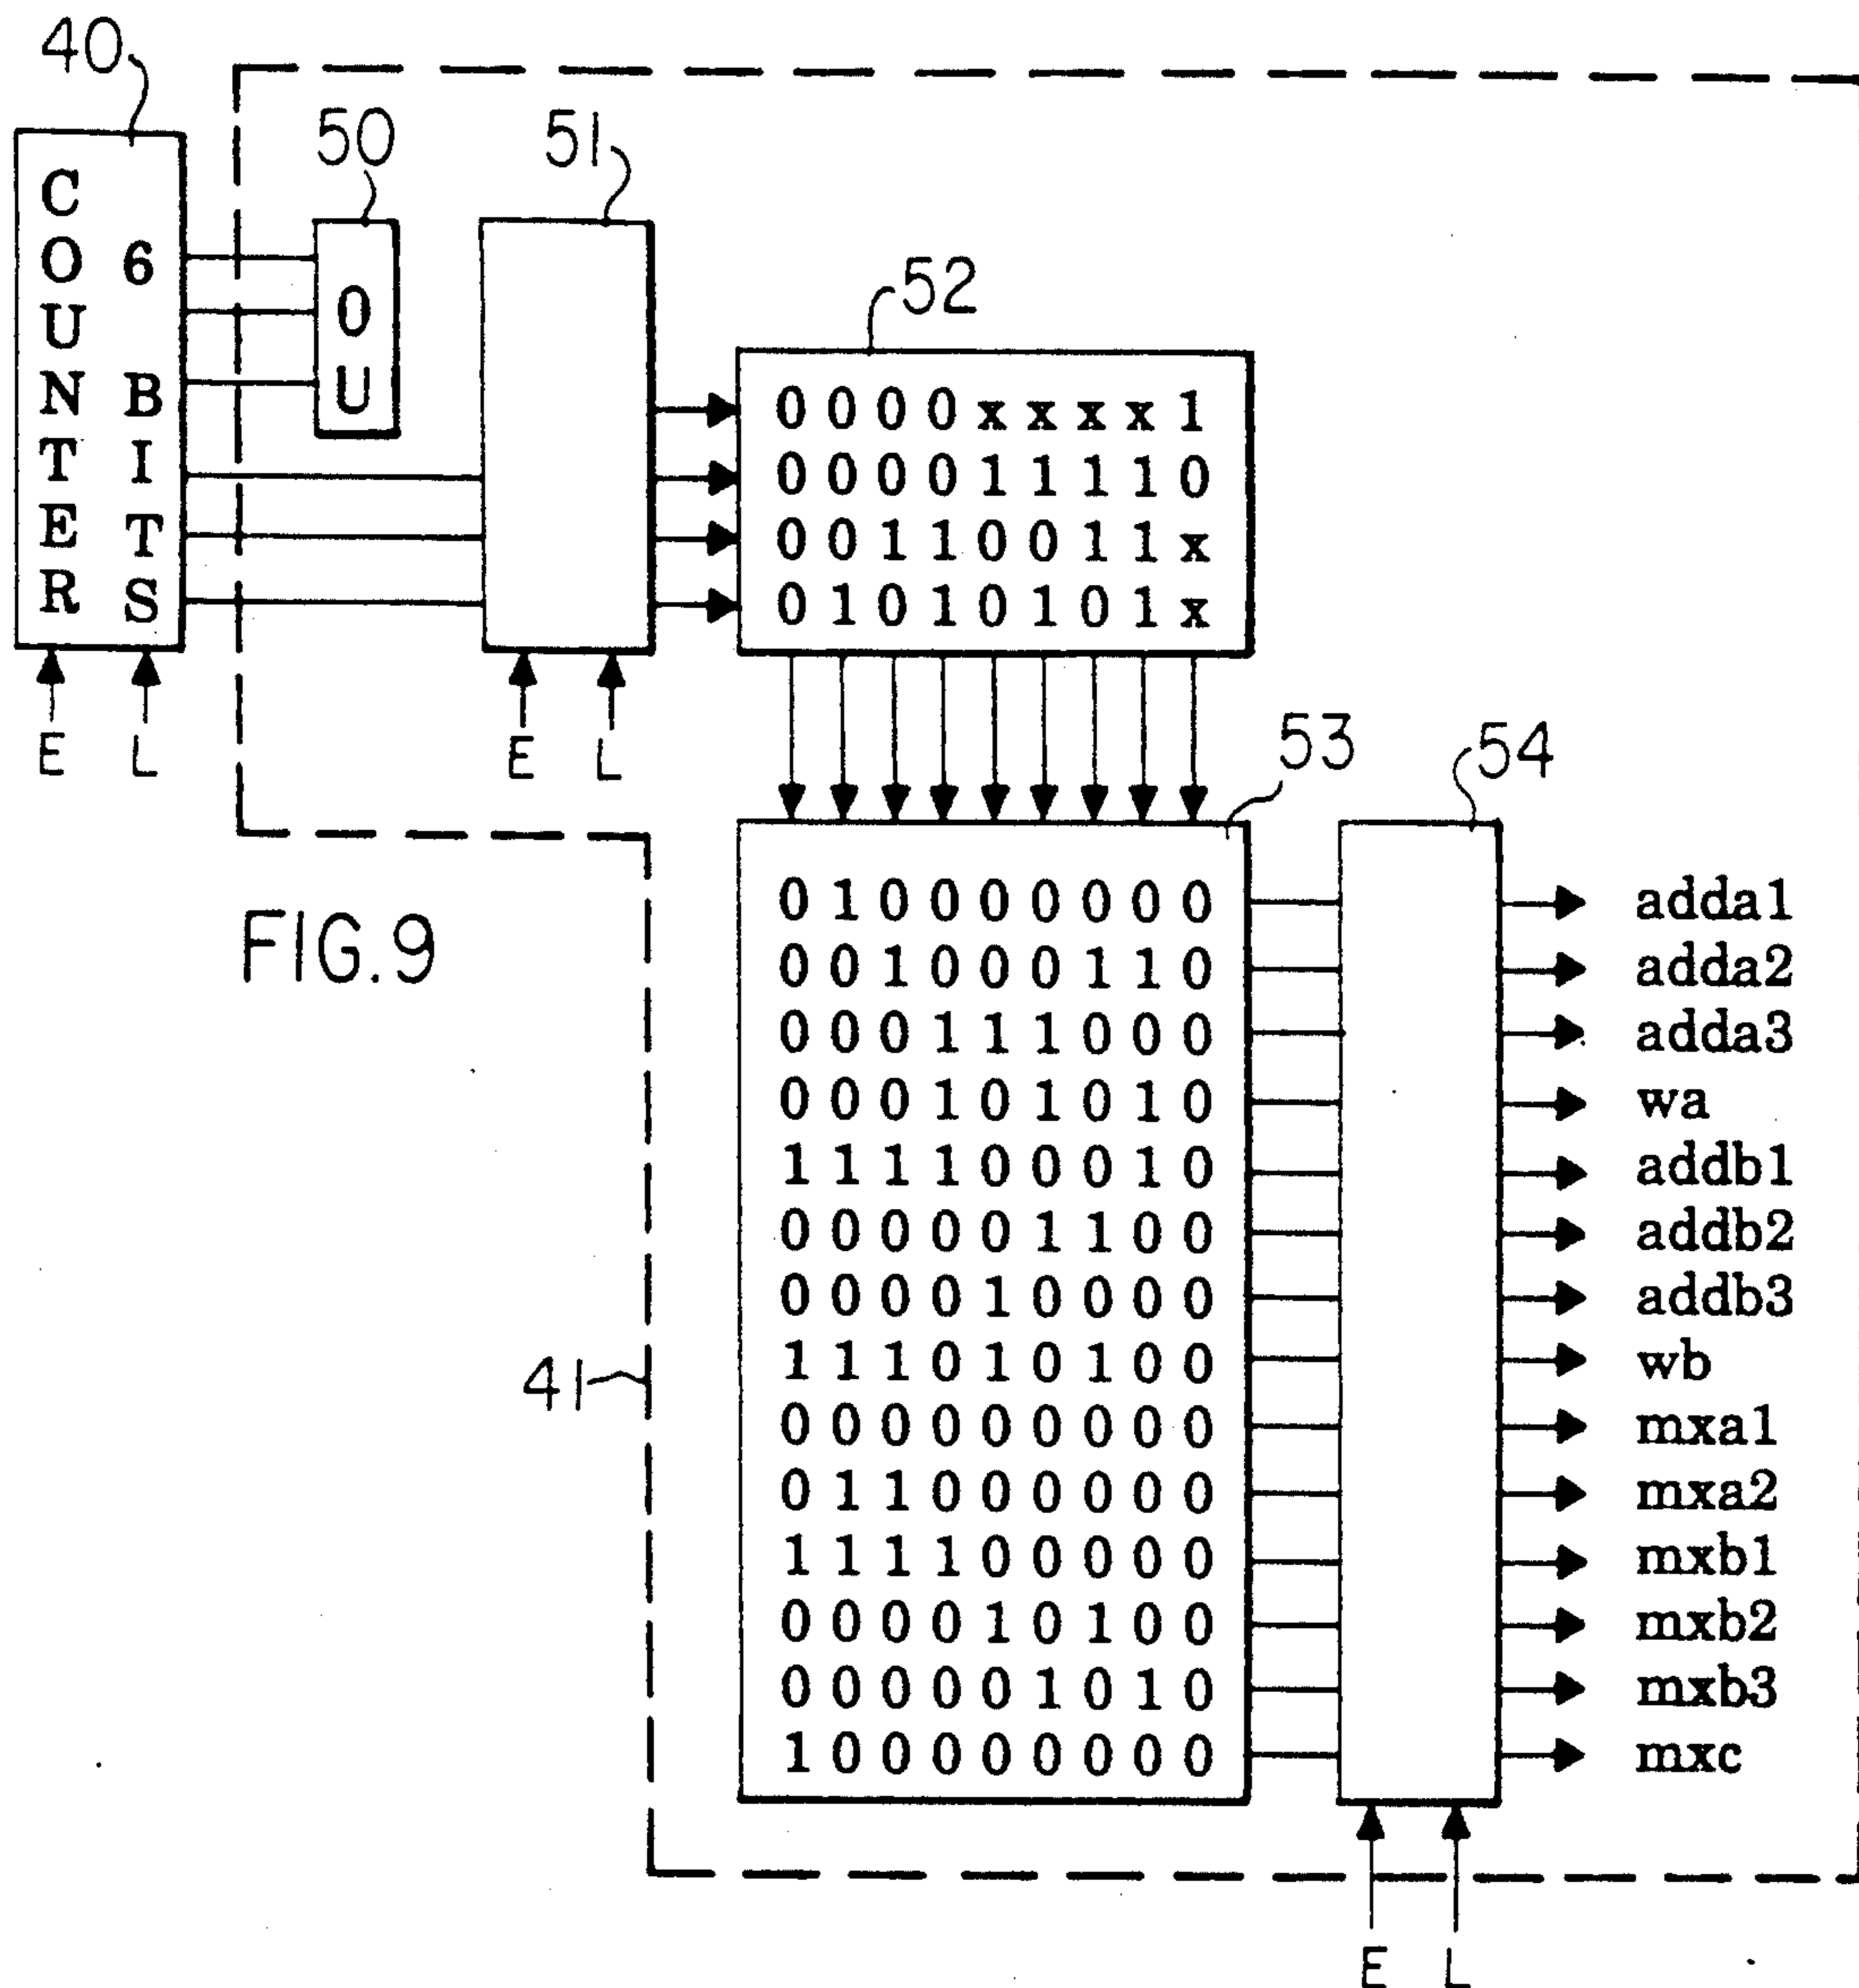 40
50
51
52
53
54
41
COUNTER
6 BITS
OU
E L
E L
0 0 0 0 x x x x 1
0 0 0 0 1 1 1 1 0
0 0 1 1 0 0 1 1 x
0 1 0 1 0 1 0 1 x
FIG.9
0 1 0 0 0 0 0 0 0 adda1
0 0 1 0 0 0 1 1 0 adda2
0 0 0 1 1 1 0 0 0 adda3
0 0 0 1 0 1 0 1 0 wa
1 1 1 1 0 0 0 1 0 addb1
0 0 0 0 0 1 1 0 0 addb2
0 0 0 0 1 0 0 0 0 addb3
1 1 1 0 1 0 1 0 0 wb
0 0 0 0 0 0 0 0 0 mxa1
0 1 1 0 0 0 0 0 0 mxa2
1 1 1 1 0 0 0 0 0 mxb1
0 0 0 0 1 0 1 0 0 mxb2
0 0 0 0 0 1 0 1 0 mxb3
1 0 0 0 0 0 0 0 0 mxc
E L